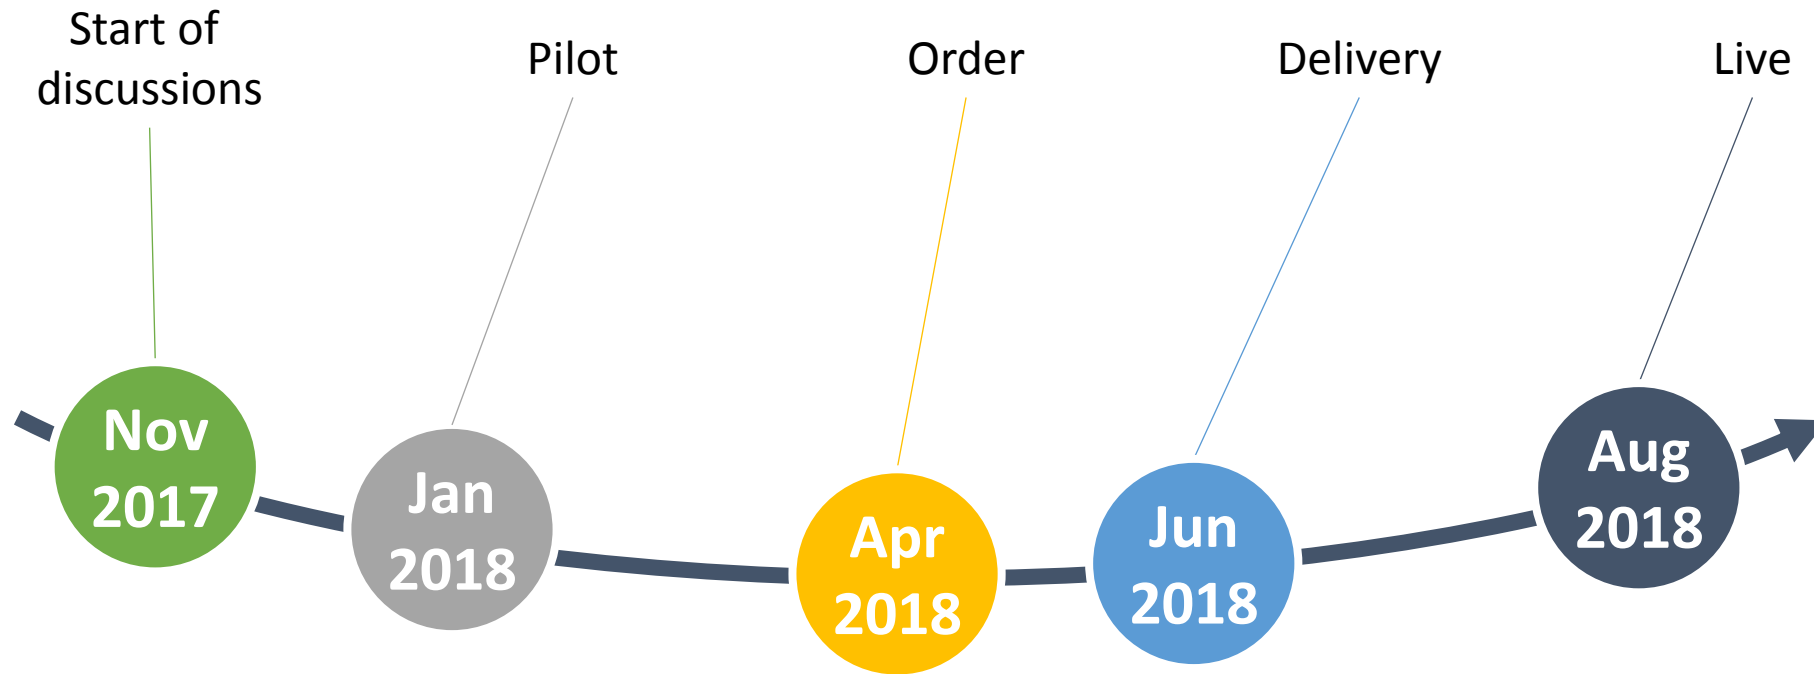 Start of
discussions
Pilot
Order
Delivery
Live
Nov
2017
Jan
2018
Apr
2018
Jun
2018
Aug
2018